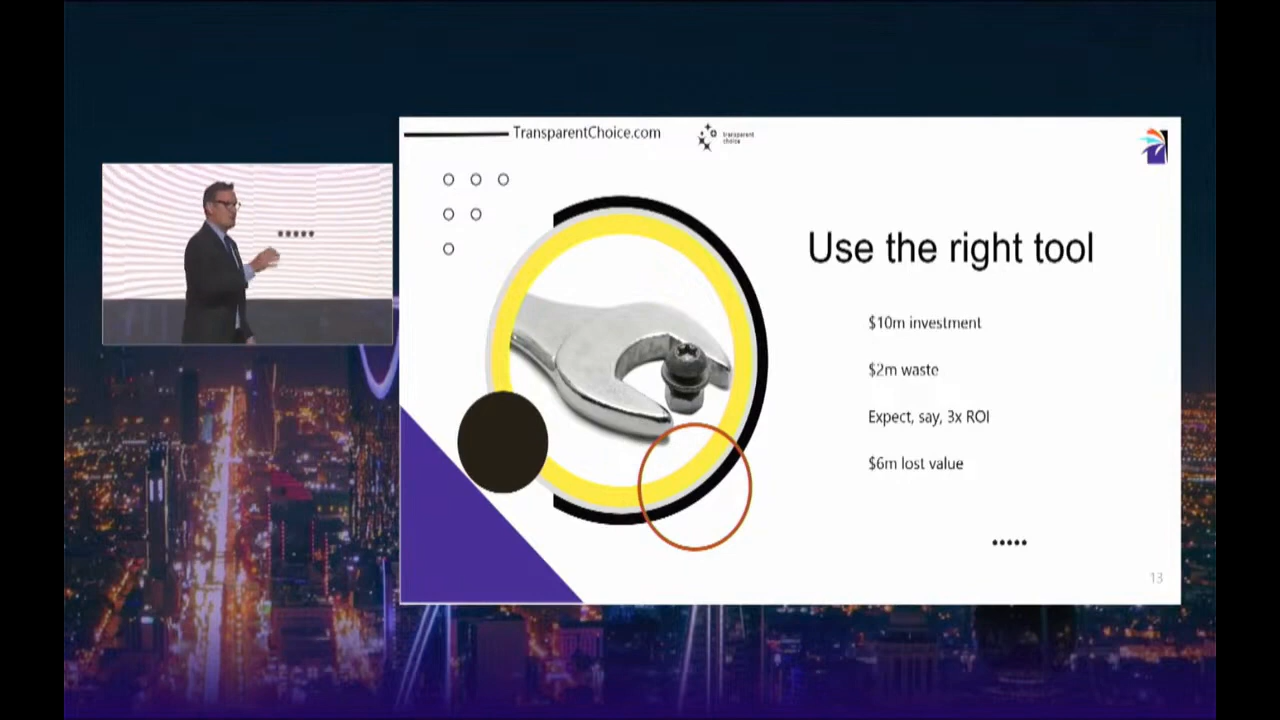 TransparentChoice.com
transparent
choice
Use the right tool
$10m investment
$2m waste
Expect, say, 3x ROI
$6m lost value
13